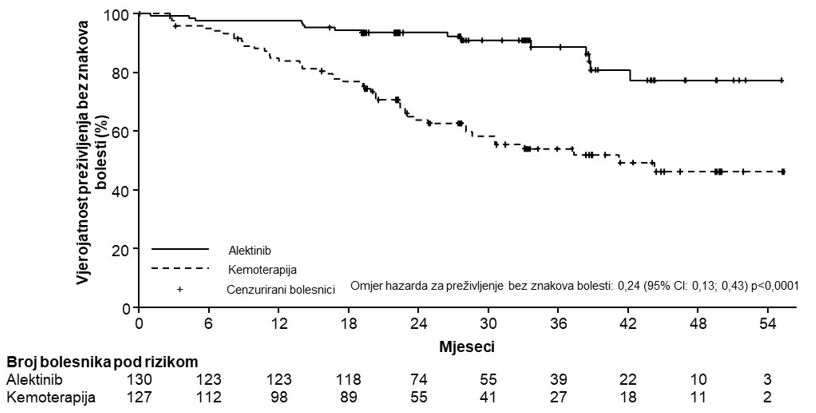 Vjerojatnost preživljenja bez znakova
bolesti (%)
100
80
60
40
20
0
Alektinib
Kemoterapija
Cenzurirani bolesnici
Omjer hazarda za preživljenje bez znakova bolesti: 0,24 (95% CI: 0,13; 0,43) p<0,0001
0 6 12 18 24 30 36 42 48 54
Mjeseci
Broj bolesnika pod rizikom
Alektinib 130 123 123 118 74 55 39 22 10 3
Kemoterapija 127 112 98 89 55 41 27 18 11 2